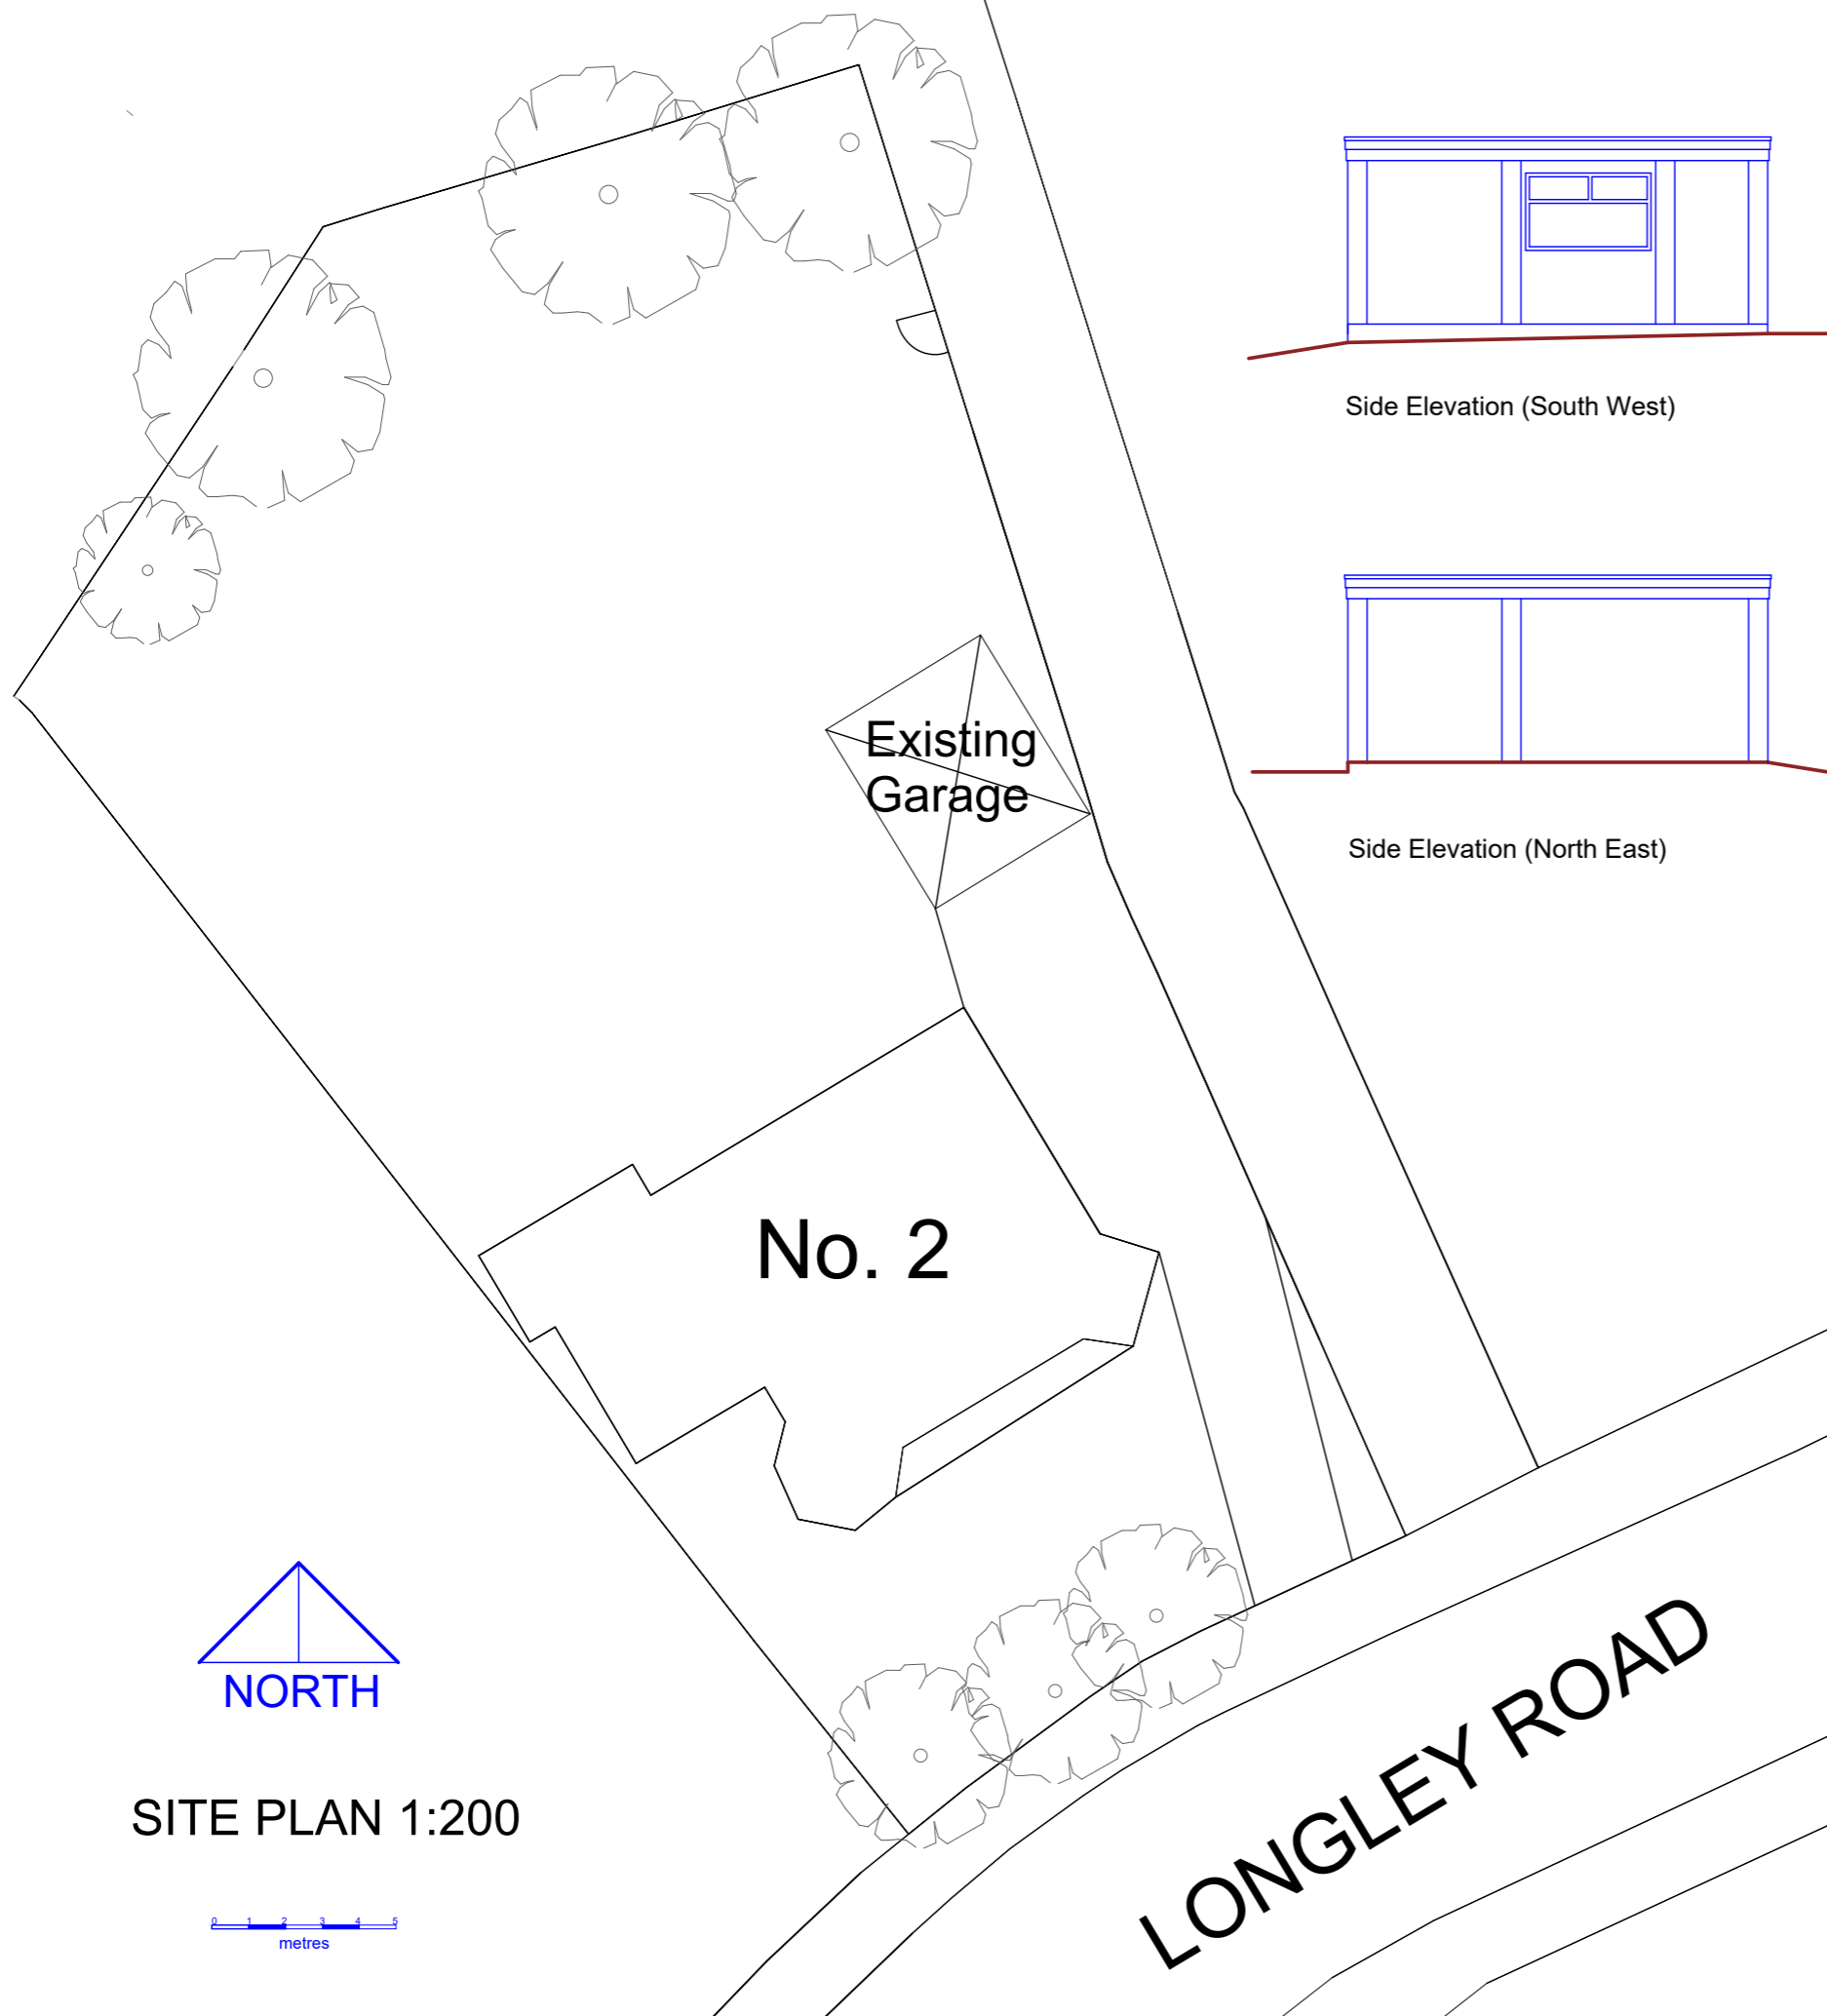 Side Elevation (South West)
Existing
Garage
Side Elevation (North East)
No. 2
NORTH
LONGLEY ROAD
SITE PLAN 1:200
0 1 2 3 4 5
metres